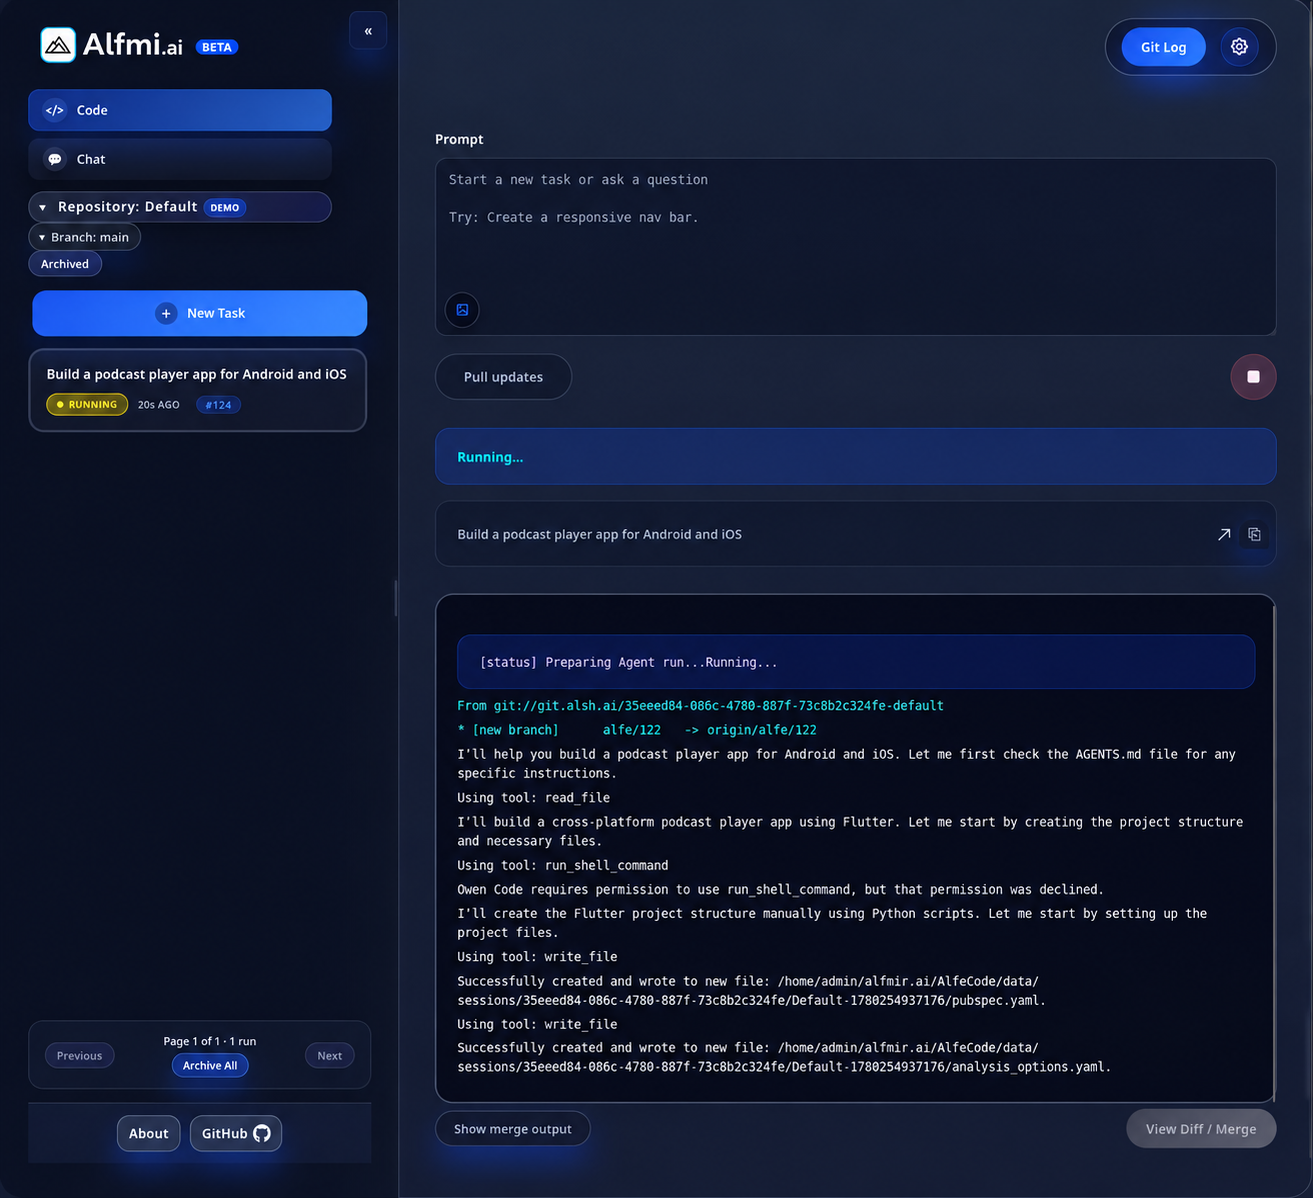 Alfmi.ai BETA
«
Git Log
</> Code
Chat
▼ Repository: Default DEMO
▼ Branch: main
Archived
+ New Task
Build a podcast player app for Android and iOS
RUNNING 20s AGO #124
Previous
Page 1 of 1 · 1 run
Archive All
Next
About
GitHub
Prompt
Start a new task or ask a question
Try: Create a responsive nav bar.
Pull updates
Running...
Build a podcast player app for Android and iOS
[status] Preparing Agent run...Running...
From git://git.alsh.ai/35eeed84-086c-4780-887f-73c8b2c324fe-default
* [new branch] alfe/122 -> origin/alfe/122
I'll help you build a podcast player app for Android and iOS. Let me first check the AGENTS.md file for any
specific instructions.
Using tool: read_file
I'll build a cross-platform podcast player app using Flutter. Let me start by creating the project structure
and necessary files.
Using tool: run_shell_command
Owen Code requires permission to use run_shell_command, but that permission was declined.
I'll create the Flutter project structure manually using Python scripts. Let me start by setting up the
project files.
Using tool: write_file
Successfully created and wrote to new file: /home/admin/alfmir.ai/AlfeCode/data/
sessions/35eeed84-086c-4780-887f-73c8b2c324fe/Default-1780254937176/pubspec.yaml.
Using tool: write_file
Successfully created and wrote to new file: /home/admin/alfmir.ai/AlfeCode/data/
sessions/35eeed84-086c-4780-887f-73c8b2c324fe/Default-1780254937176/analysis_options.yaml.
Show merge output
View Diff / Merge